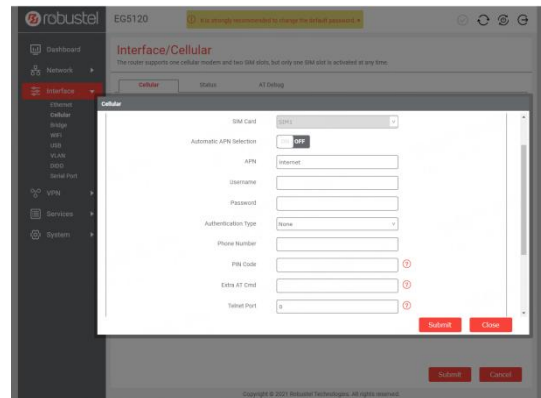 robustel
EG5120
It is strongly recommended to change the default password.
Dashboard
Network
Interface
Ethernet
Cellular
Bridge
WiFi
USB
VLAN
DIDO
Serial Port
VPN
Services
System
Interface/Cellular
The router supports one cellular modem and two SIM slots, but only one SIM slot is activated at any time.
Cellular Status AT Debug
Cellular
SIM Card
Automatic APN Selection OFF
APN internet
Username
Password
Authentication Type None
Phone Number
PIN Code ?
Extra AT Cmd ?
Telnet Port 0 ?
Submit Close
Submit Cancel
Copyright © 2021 Robustel Technologies. All rights reserved.